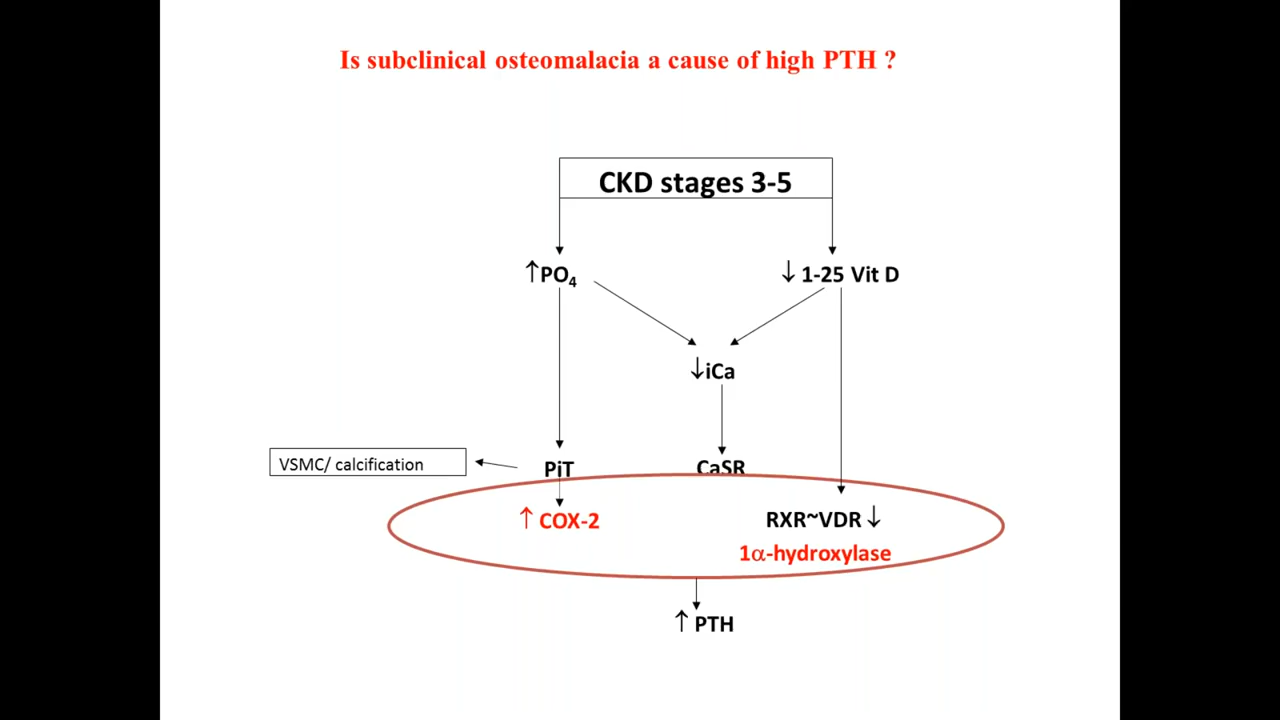 Is subclinical osteomalacia a cause of high PTH ?
CKD stages 3-5
↑PO₄
↓ 1-25 Vit D
↓iCa
VSMC/ calcification
PiT
CaSR
↑ COX-2
RXR~VDR ↓
1α-hydroxylase
↑ PTH